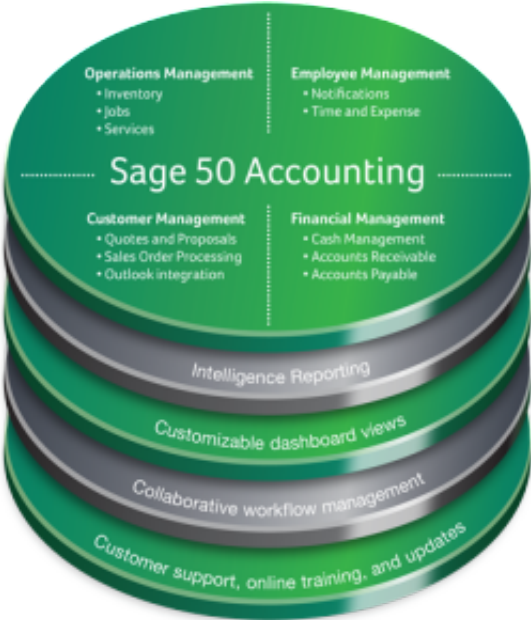 Operations Management
• Inventory
• Jobs
• Services
Employee Management
• Notifications
• Time and Expense
Sage 50 Accounting
Customer Management
• Quotes and Proposals
• Sales Order Processing
• Outlook integration
Financial Management
• Cash Management
• Accounts Receivable
• Accounts Payable
Intelligence Reporting
Customizable dashboard views
Collaborative workflow management
Customer support, online training, and updates